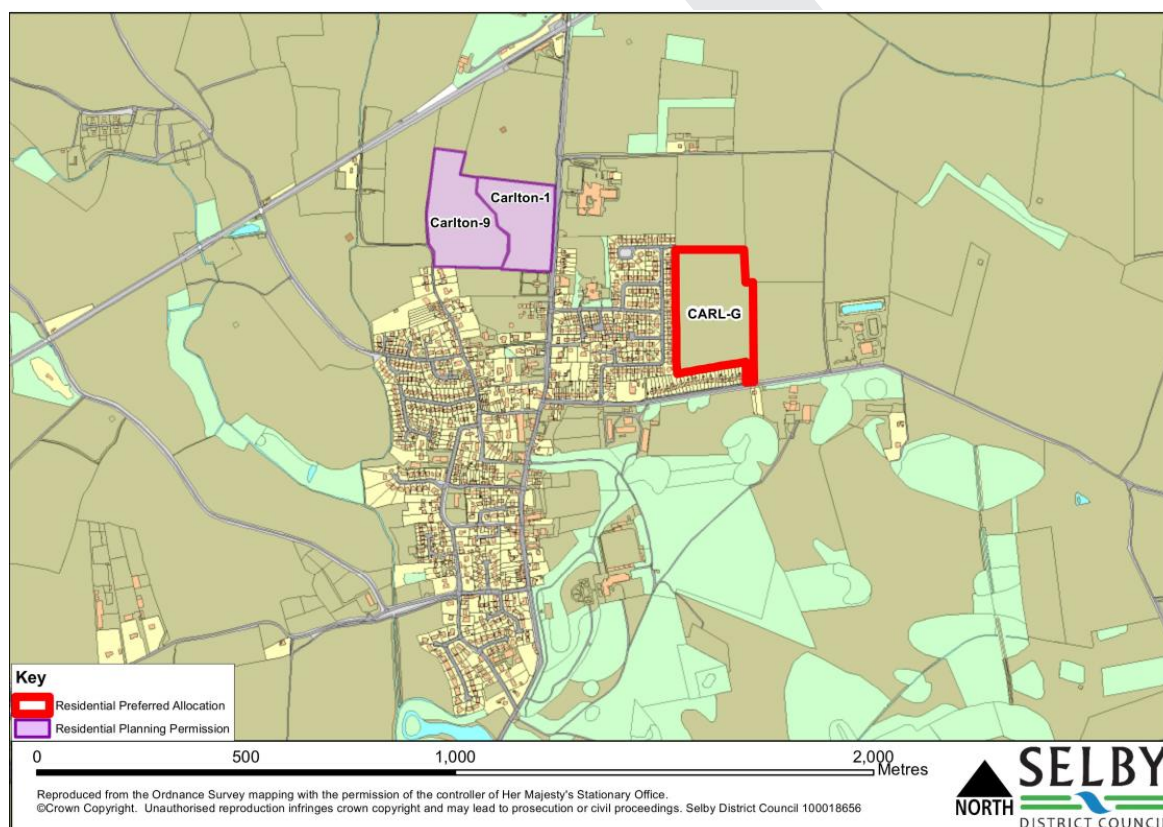 Carlton-1
Carlton-9
CARL-G
Key
Residential Preferred Allocation
Residential Planning Permission
0 500 1,000 2,000
Metres
Reproduced from the Ordnance Survey mapping with the permission of the controller of Her Majesty's Stationary Office.
©Crown Copyright. Unauthorised reproduction infringes crown copyright and may lead to prosecution or civil proceedings. Selby District Council 100018656
NORTH
SELBY
DISTRICT COUNCIL